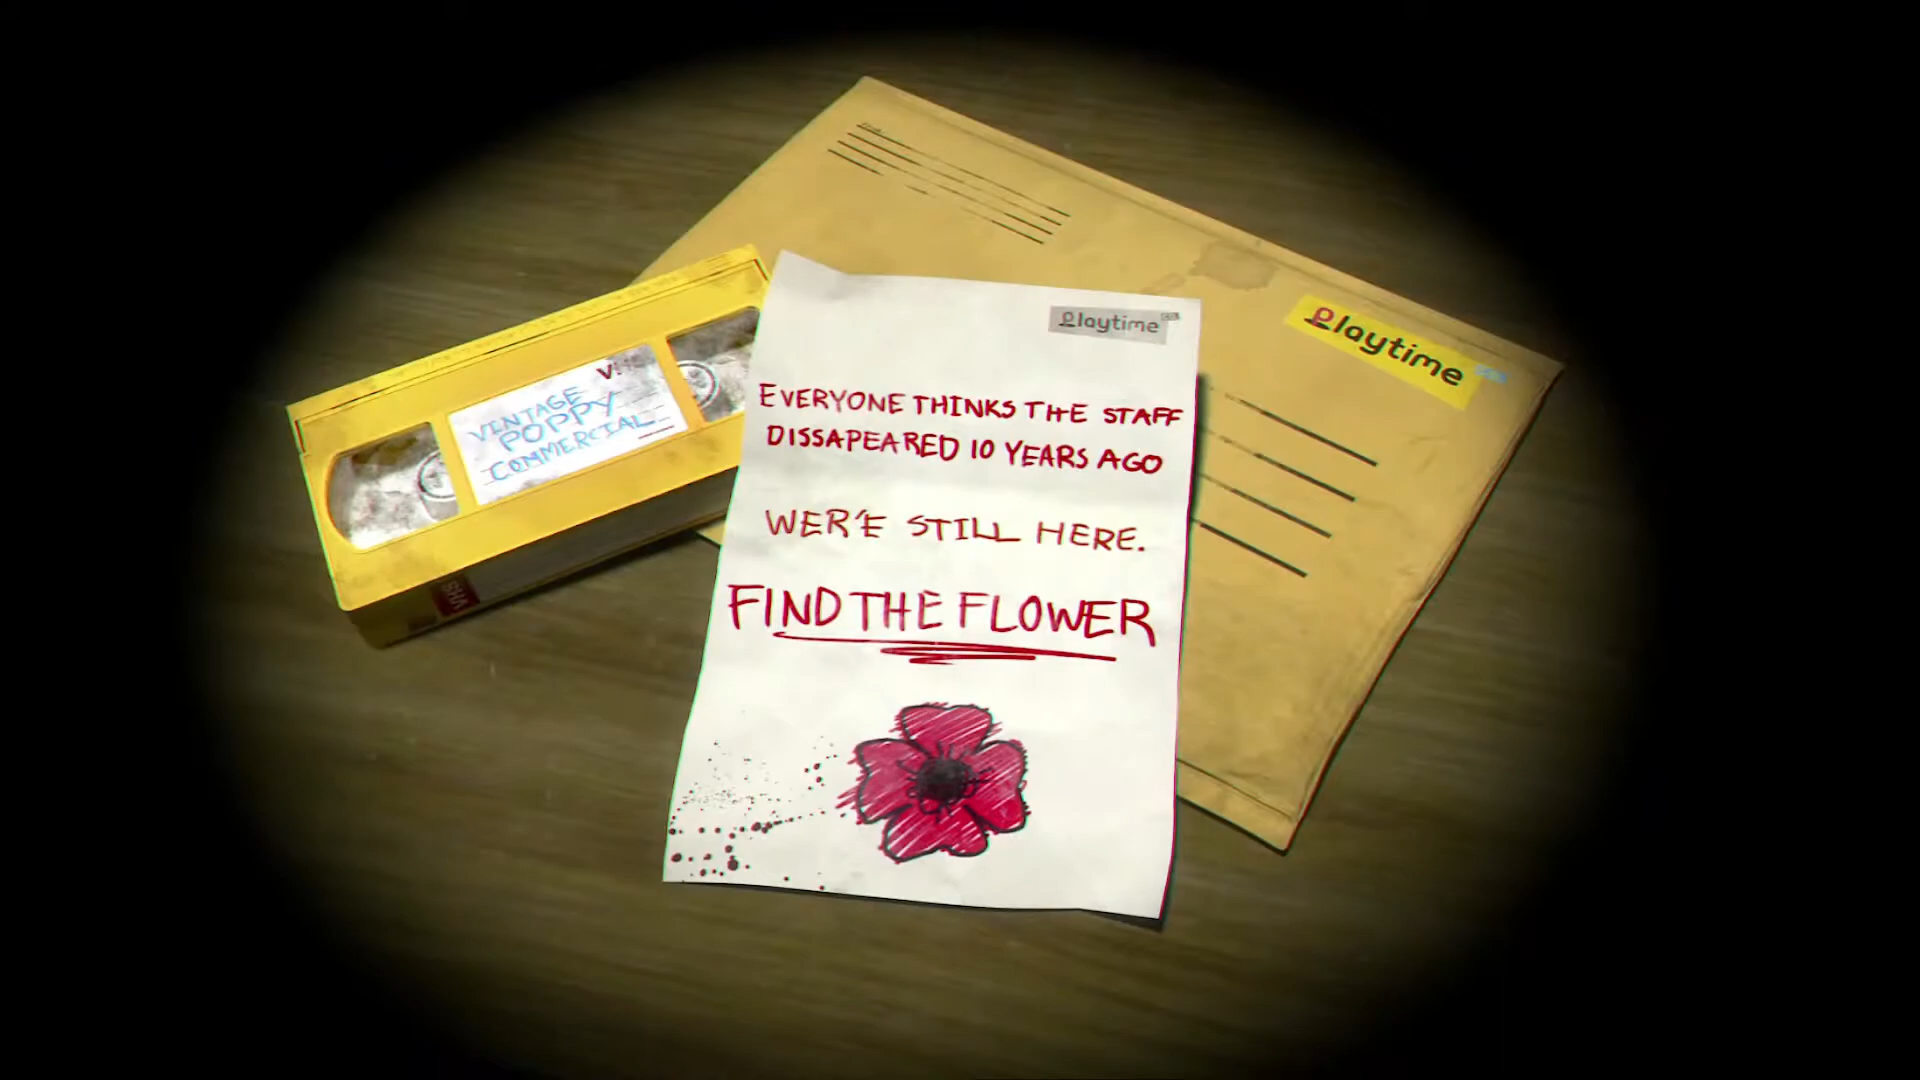 Playtime
VINTAGE
POPPY
COMMERCIAL
VHS
Playtime
EVERYONE THINKS THE STAFF
DISSAPEARED 10 YEARS AGO
WER'E STILL HERE.
FIND THE FLOWER